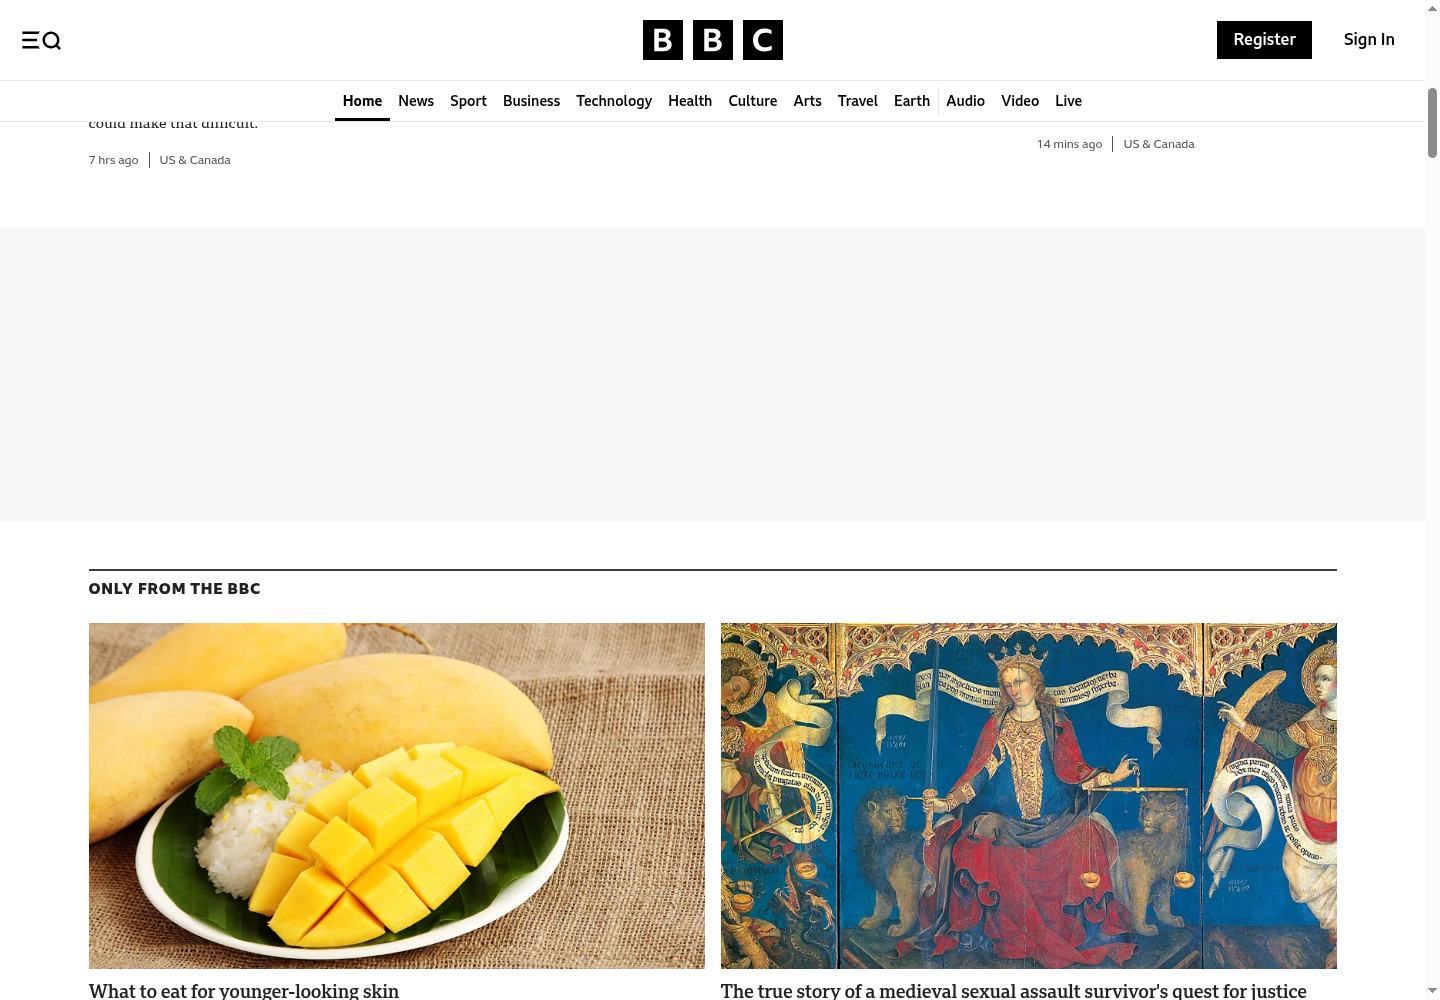 BBC
Register
Sign In
Home News Sport Business Technology Health Culture Arts Travel Earth Audio Video Live
could make that difficult.
7 hrs ago | US & Canada
14 mins ago | US & Canada
ONLY FROM THE BBC
What to eat for younger-looking skin
The true story of a medieval sexual assault survivor's quest for justice